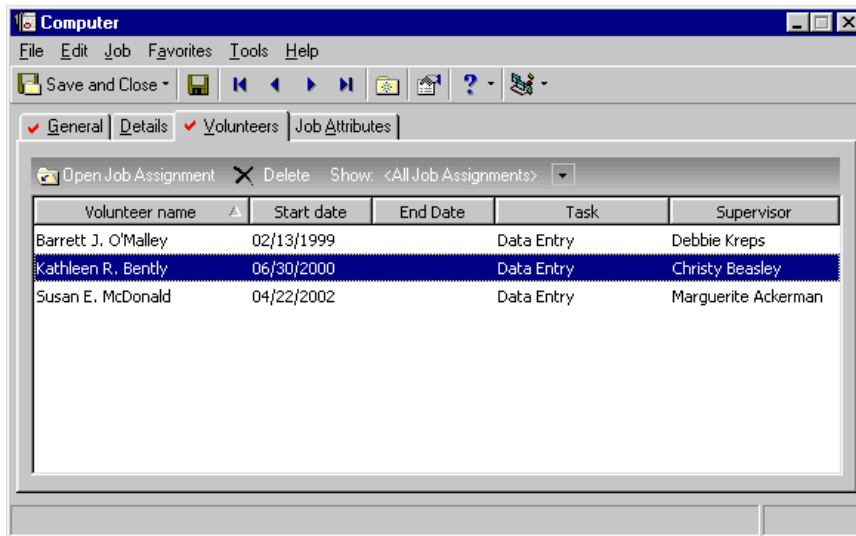 Computer
File Edit Job Favorites Tools Help
Save and Close ?
General Details Volunteers Job Attributes
Open Job Assignment Delete Show: <All Job Assignments>
Volunteer name Start date End Date Task Supervisor
Barrett J. O'Malley 02/13/1999 Data Entry Debbie Kreps
Kathleen R. Bently 06/30/2000 Data Entry Christy Beasley
Susan E. McDonald 04/22/2002 Data Entry Marguerite Ackerman